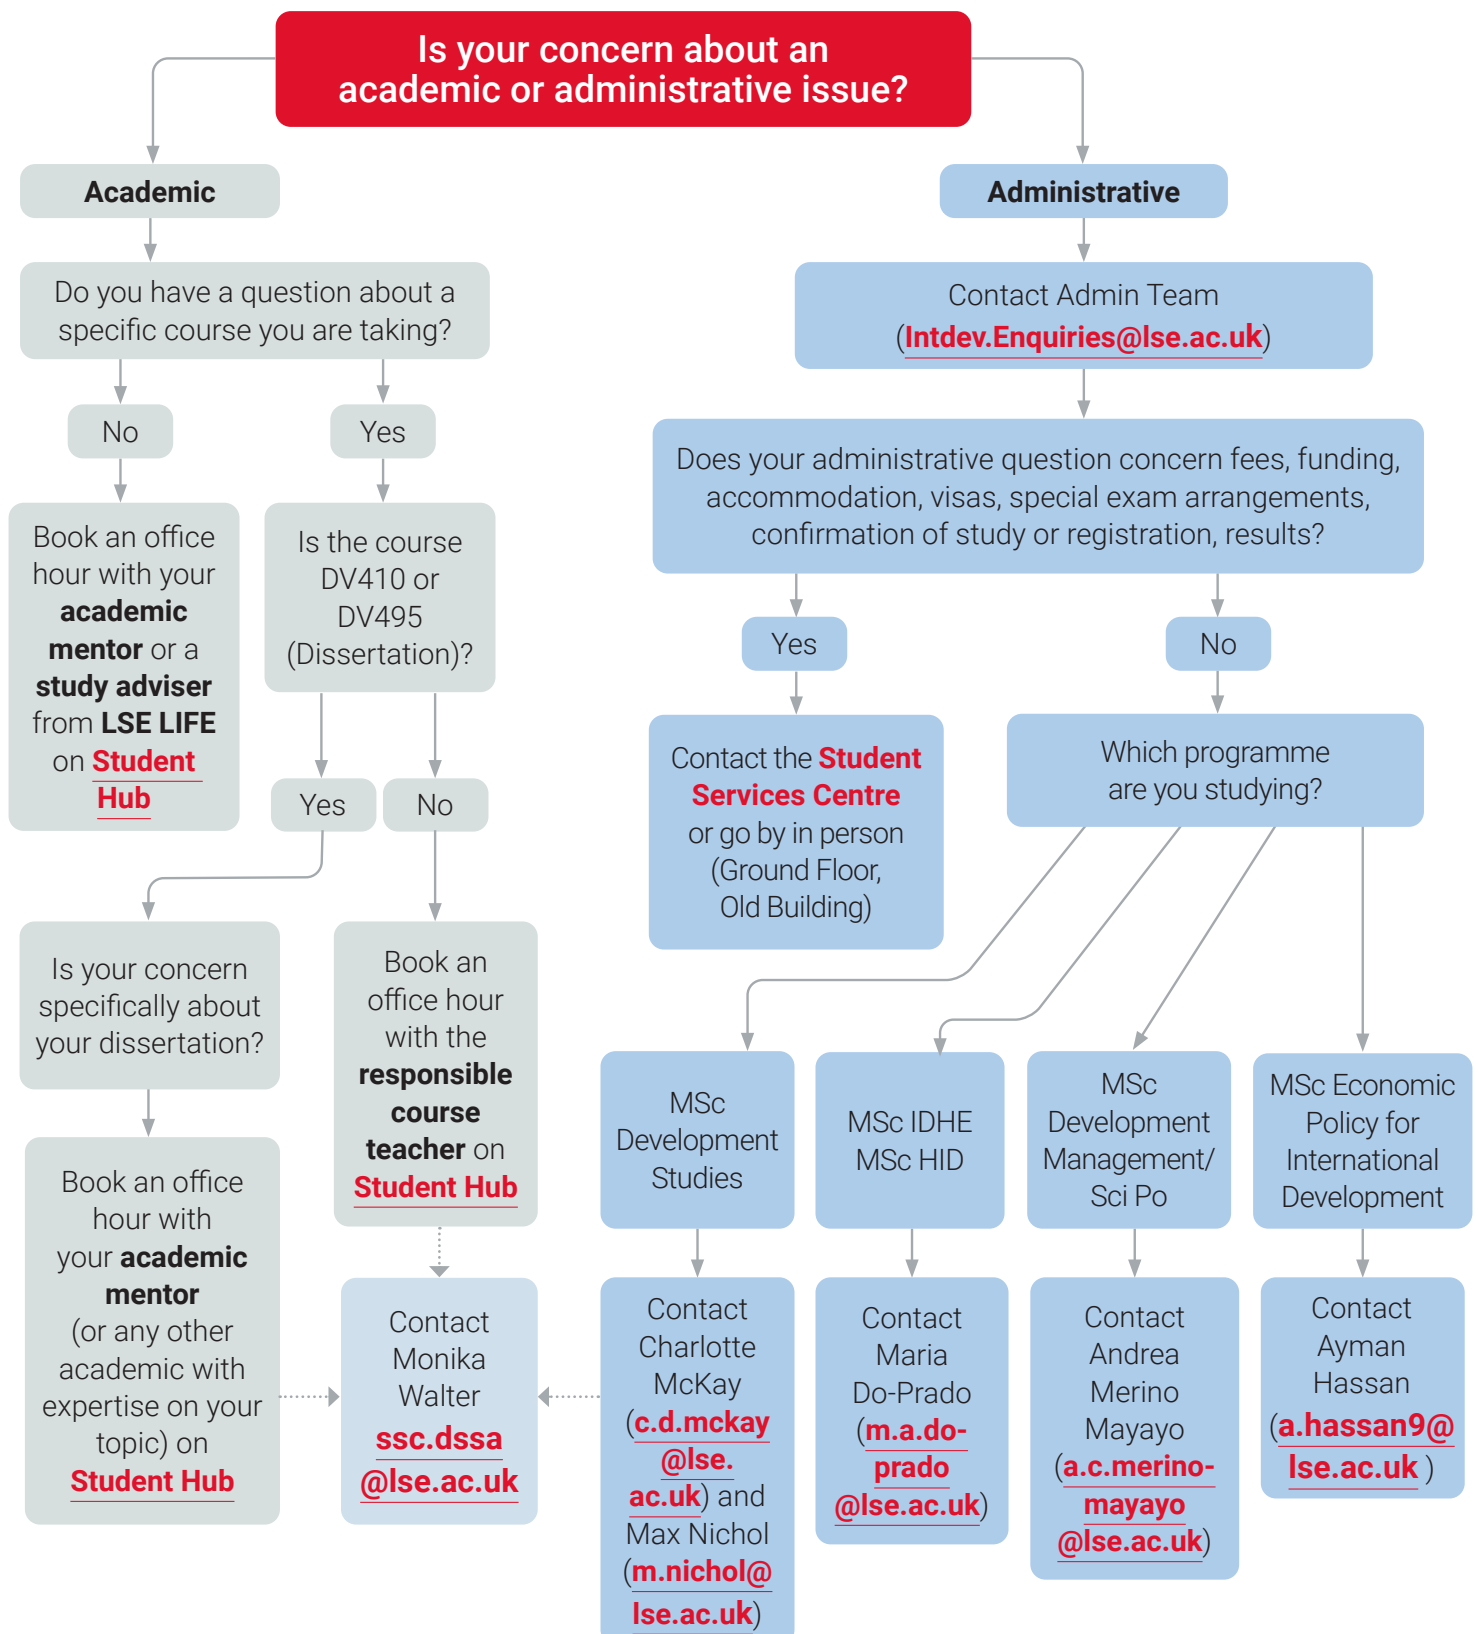 Is your concern about an
academic or administrative issue?
Academic
Do you have a question about a
specific course you are taking?
No
Yes
Book an office
hour with your
academic
mentor or a
study adviser
from LSE LIFE
on Student
Hub
Is the course
DV410 or
DV495
(Dissertation)?
Yes
No
Is your concern
specifically about
your dissertation?
Book an
office hour
with the
responsible
course
teacher on
Student Hub
Book an office
hour with
your academic
mentor
(or any other
academic with
expertise on your
topic) on
Student Hub
Contact
Monika
Walter
ssc.dssa
@lse.ac.uk
Administrative
Contact Admin Team
(Intdev.Enquiries@lse.ac.uk)
Does your administrative question concern fees, funding,
accommodation, visas, special exam arrangements,
confirmation of study or registration, results?
Yes
No
Contact the Student
Services Centre
or go by in person
(Ground Floor,
Old Building)
Which programme
are you studying?
MSc
Development
Studies
MSc IDHE
MSc HID
MSc
Development
Management/
Sci Po
MSc Economic
Policy for
International
Development
Contact
Charlotte
McKay
(c.d.mckay
@lse.
ac.uk) and
Max Nichol
(m.nichol@
lse.ac.uk)
Contact
Maria
Do-Prado
(m.a.do-
prado
@lse.ac.uk)
Contact
Andrea
Merino
Mayayo
(a.c.merino-
mayayo
@lse.ac.uk)
Contact
Ayman
Hassan
(a.hassan9@
lse.ac.uk )